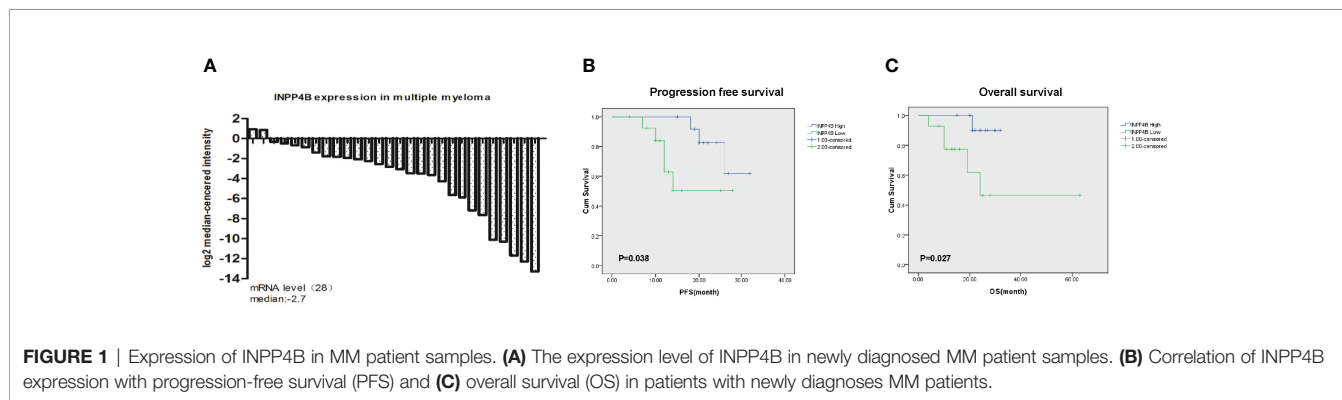 A
INPP4B expression in multiple myeloma
log2 median-cencered intensity
2
0
-2
-4
-6
-8
-10
-12
-14
mRNA level（28）
median:-2.7
B
Progression free survival
Cum Survival
1.0
0.8
0.6
0.4
0.2
0.0
P=0.038
0.00 10.00 20.00 30.00 40.00
PFS(month)
INPP4B High
INPP4B Low
1.00-censored
2.00-censored
C
Overall survival
Cum Survival
1.0
0.8
0.6
0.4
0.2
0.0
P=0.027
0.00 20.00 40.00 60.00
OS(month)
INPP4B High
INPP4B Low
1.00-censored
2.00-censored
FIGURE 1 | Expression of INPP4B in MM patient samples. (A) The expression level of INPP4B in newly diagnosed MM patient samples. (B) Correlation of INPP4B
expression with progression-free survival (PFS) and (C) overall survival (OS) in patients with newly diagnoses MM patients.